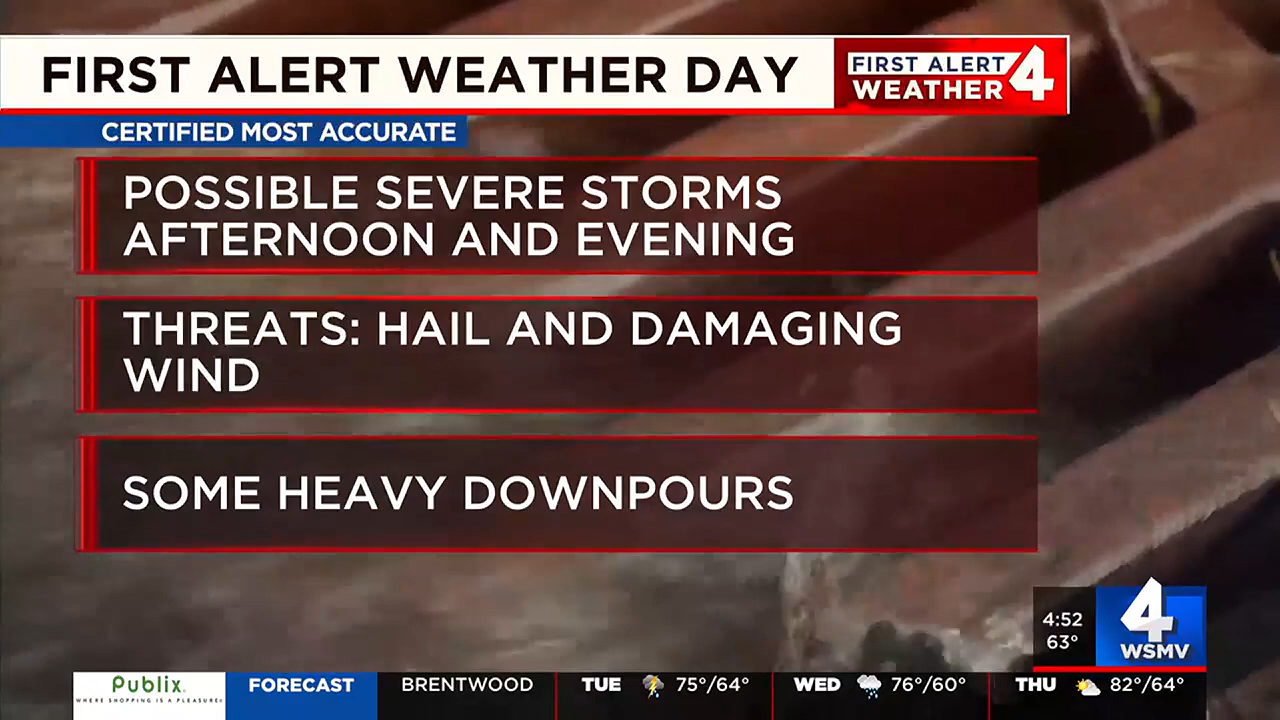 FIRST ALERT WEATHER DAY
FIRST ALERT
WEATHER 4
CERTIFIED MOST ACCURATE
POSSIBLE SEVERE STORMS
AFTERNOON AND EVENING
THREATS: HAIL AND DAMAGING
WIND
SOME HEAVY DOWNPOURS
4:52
63°
4
WSMV
Publix.
WHERE SHOPPING IS A PLEASURE
FORECAST
BRENTWOOD
TUE 75°/64°
WED 76°/60°
THU 82°/64°